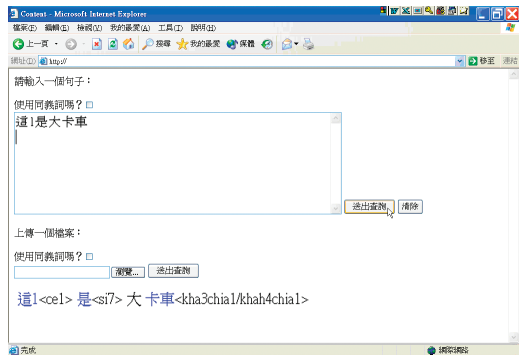 Content - Microsoft Internet Explorer
檔案(F) 編輯(E) 檢視(V) 我的最愛(A) 工具(T) 說明(H)
上一頁 搜尋 我的最愛 媒體
網址(D) http:// 移至 連結
請輸入一個句子：
使用同義詞嗎？
這1是大卡車
送出查詢 清除
上傳一個檔案：
使用同義詞嗎？
瀏覽... 送出查詢
這1<ce1> 是<si7> 大 卡車<kha3chia1/khah4chia1>
完成 網際網路